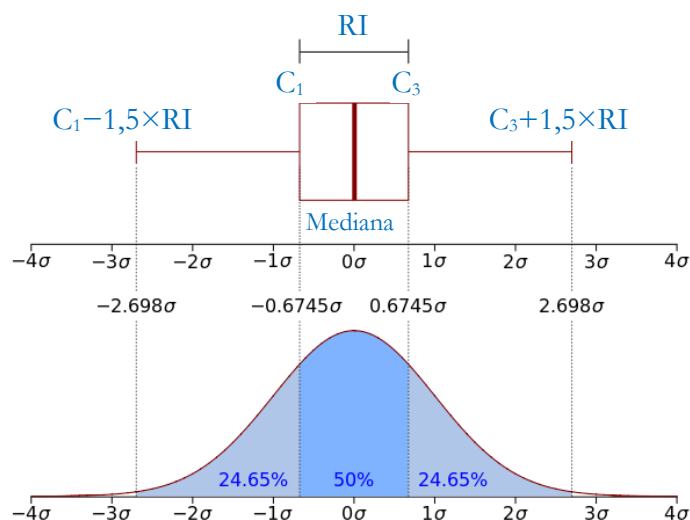 RI
C₁ C₃
C₁−1,5×RI C₃+1,5×RI
Mediana
−4σ −3σ −2σ −1σ 0σ 1σ 2σ 3σ 4σ
−2.698σ −0.6745σ 0.6745σ 2.698σ
24.65% 50% 24.65%
−4σ −3σ −2σ −1σ 0σ 1σ 2σ 3σ 4σ